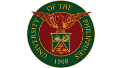 UNIVERSITY OF THE PHILIPPINES
1908